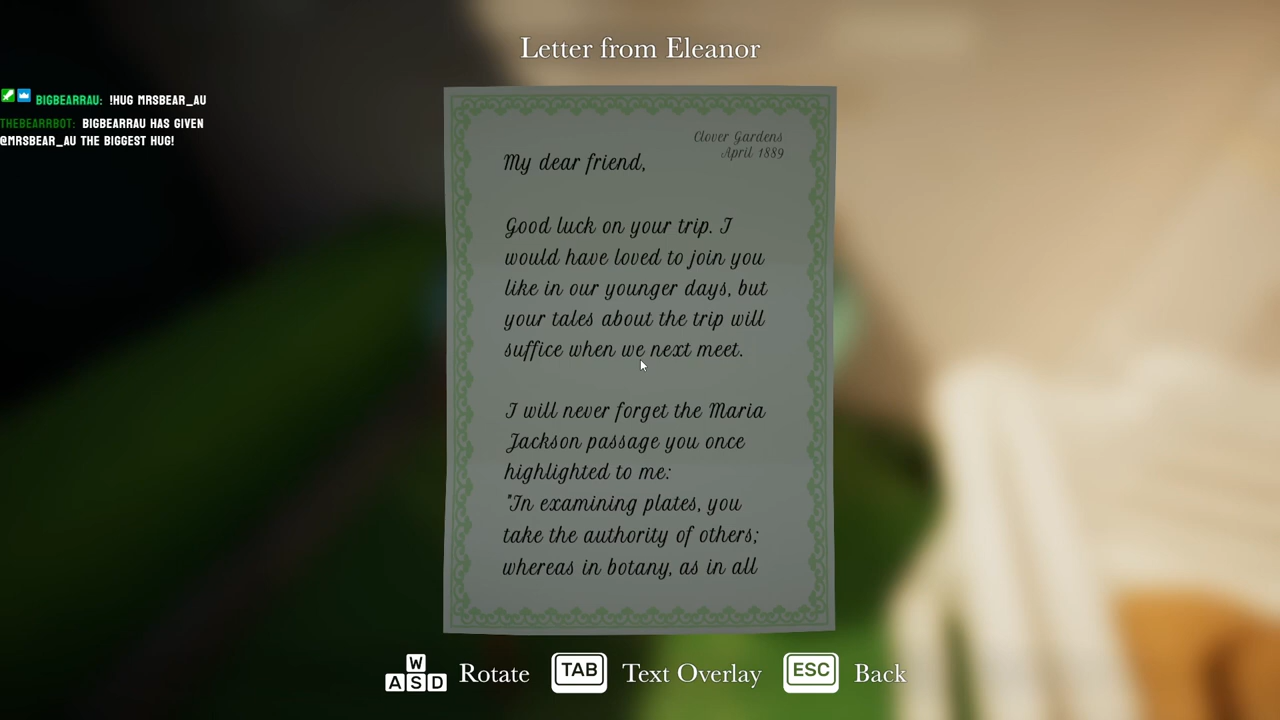 Letter from Eleanor
BIGBEARRAU: !HUG MRSBEAR_AU
THEBEARRBOT: BIGBEARRAU HAS GIVEN
@MRSBEAR_AU THE BIGGEST HUG!
Clover Gardens
April 1889
My dear friend,
Good luck on your trip. I
would have loved to join you
like in our younger days, but
your tales about the trip will
suffice when we next meet.
I will never forget the Maria
Jackson passage you once
highlighted to me:
"In examining plates, you
take the authority of others;
whereas in botany, as in all
W
A S D Rotate TAB Text Overlay ESC Back